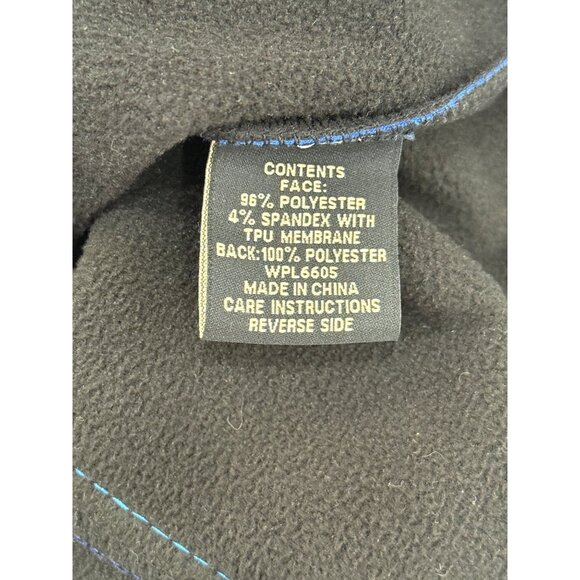 CONTENTS
FACE:
96% POLYESTER
4% SPANDEX WITH
TPU MEMBRANE
BACK:100% POLYESTER
WPL6605
MADE IN CHINA
CARE INSTRUCTIONS
REVERSE SIDE